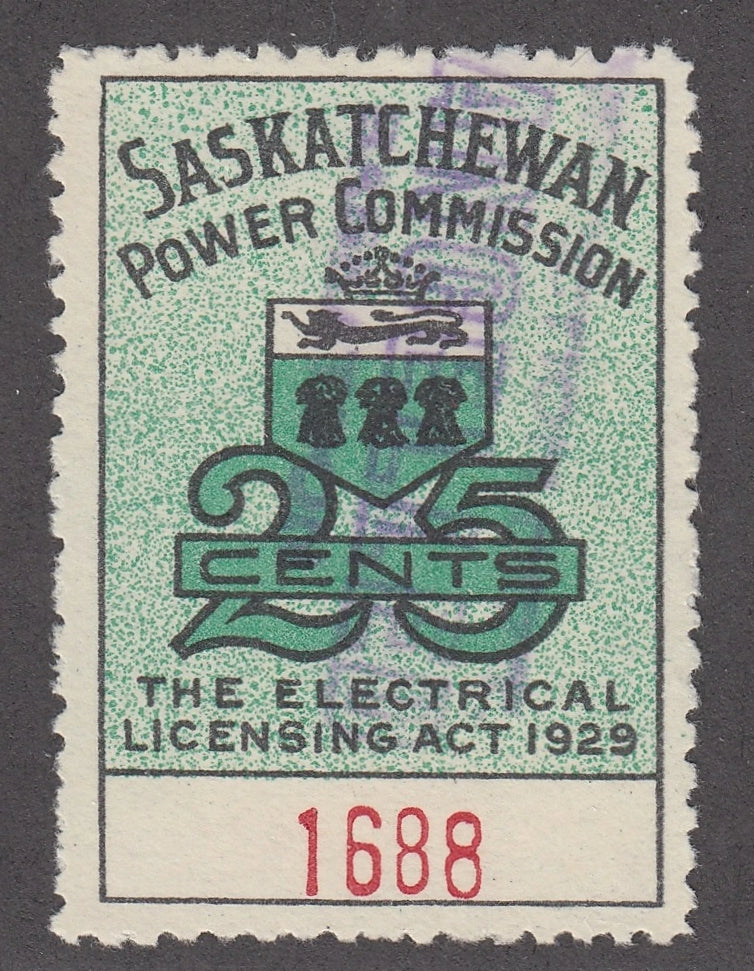 SASKATCHEWAN
POWER COMMISSION
25
CENTS
THE ELECTRICAL
LICENSING ACT 1929
1688